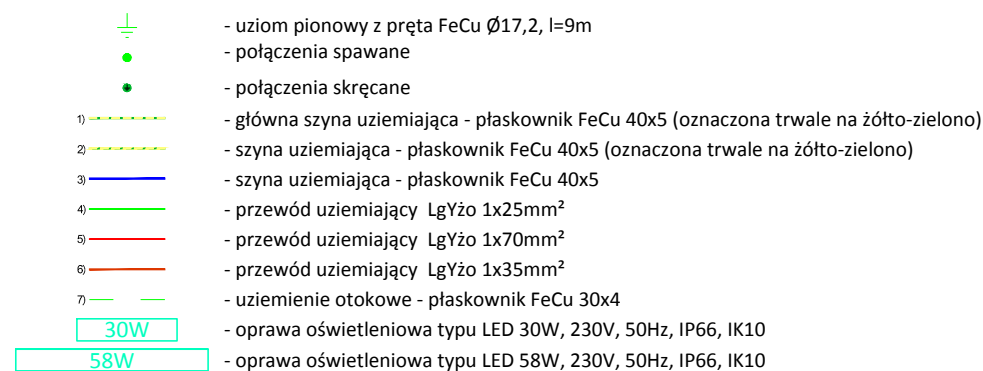 - uziom pionowy z pręta FeCu Ø17,2, l=9m
- połączenia spawane
- połączenia skręcane
1) - główna szyna uziemiająca - płaskownik FeCu 40x5 (oznaczona trwale na żółto-zielono)
2) - szyna uziemiająca - płaskownik FeCu 40x5 (oznaczona trwale na żółto-zielono)
3) - szyna uziemiająca - płaskownik FeCu 40x5
4) - przewód uziemiający LgYżo 1x25mm²
5) - przewód uziemiający LgYżo 1x70mm²
6) - przewód uziemiający LgYżo 1x35mm²
7) - uziemienie otokowe - płaskownik FeCu 30x4
30W - oprawa oświetleniowa typu LED 30W, 230V, 50Hz, IP66, IK10
58W - oprawa oświetleniowa typu LED 58W, 230V, 50Hz, IP66, IK10